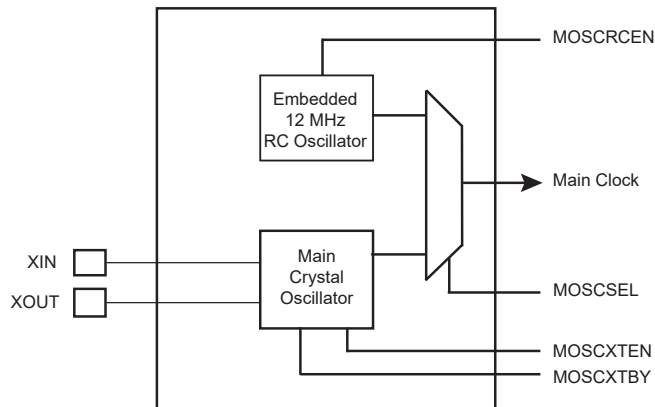 MOSCRCEN
Embedded
12 MHz
RC Oscillator
Main Clock
XIN
XOUT
Main
Crystal
Oscillator
MOSCSEL
MOSCXTEN
MOSCXTBY